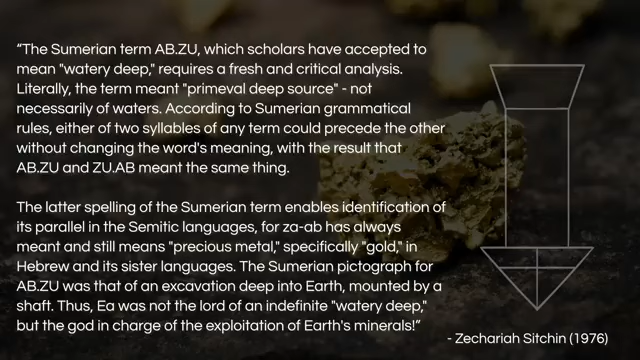 “The Sumerian term AB.ZU, which scholars have accepted to
mean "watery deep," requires a fresh and critical analysis.
Literally, the term meant "primeval deep source" - not
necessarily of waters. According to Sumerian grammatical
rules, either of two syllables of any term could precede the other
without changing the word's meaning, with the result that
AB.ZU and ZU.AB meant the same thing.
The latter spelling of the Sumerian term enables identification of
its parallel in the Semitic languages, for za-ab has always
meant and still means "precious metal," specifically "gold," in
Hebrew and its sister languages. The Sumerian pictograph for
AB.ZU was that of an excavation deep into Earth, mounted by a
shaft. Thus, Ea was not the lord of an indefinite "watery deep,"
but the god in charge of the exploitation of Earth's minerals!”
- Zechariah Sitchin (1976)